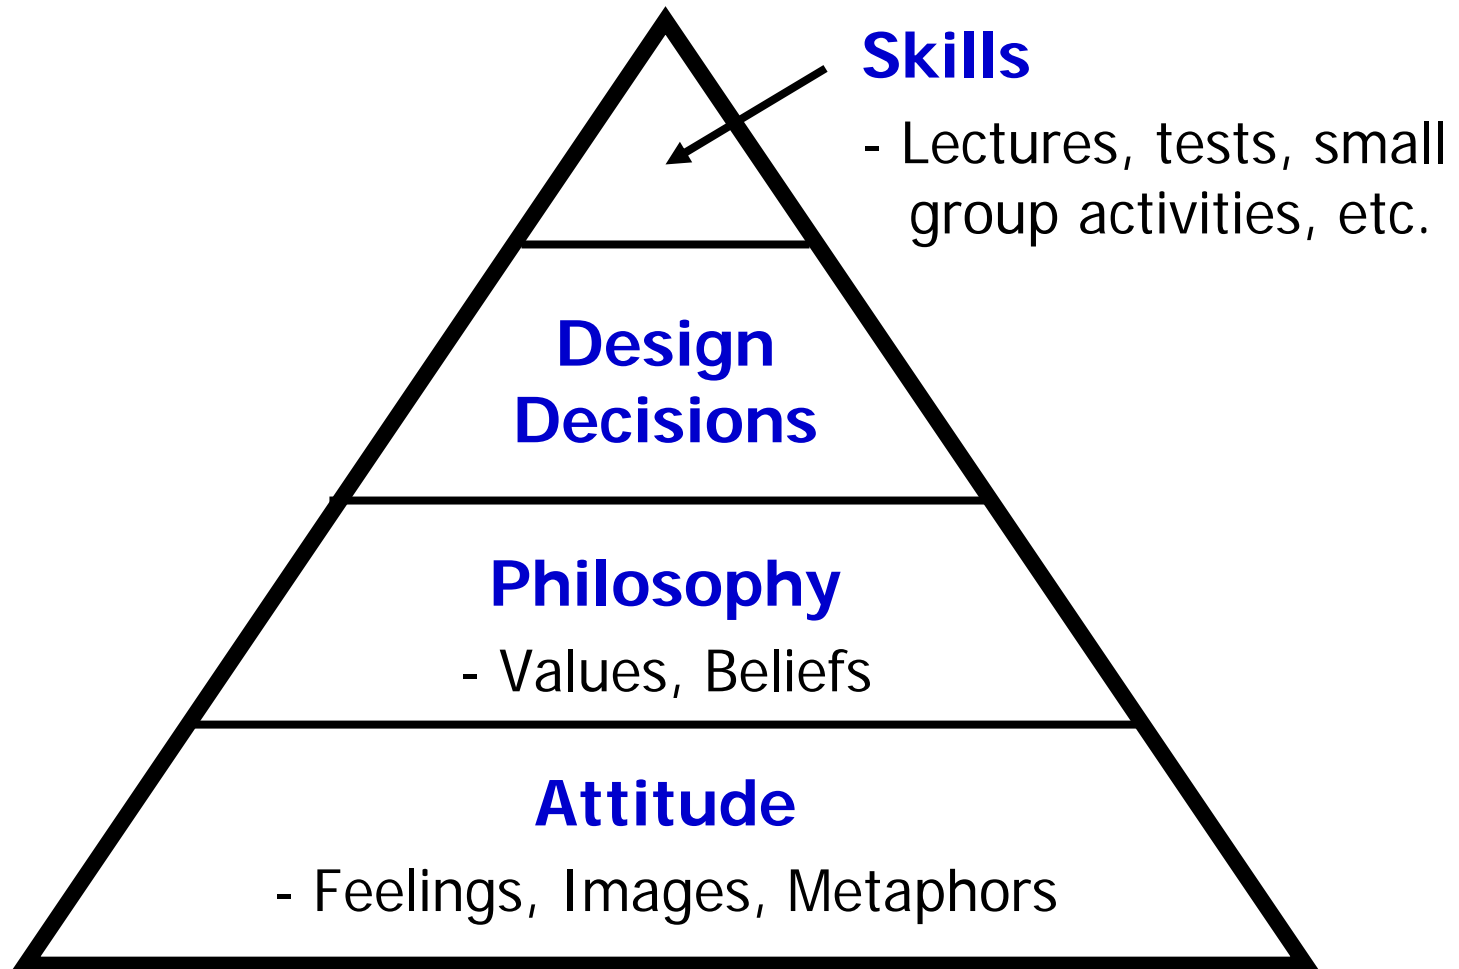 Skills
- Lectures, tests, small
group activities, etc.
Design
Decisions
Philosophy
- Values, Beliefs
Attitude
- Feelings, Images, Metaphors